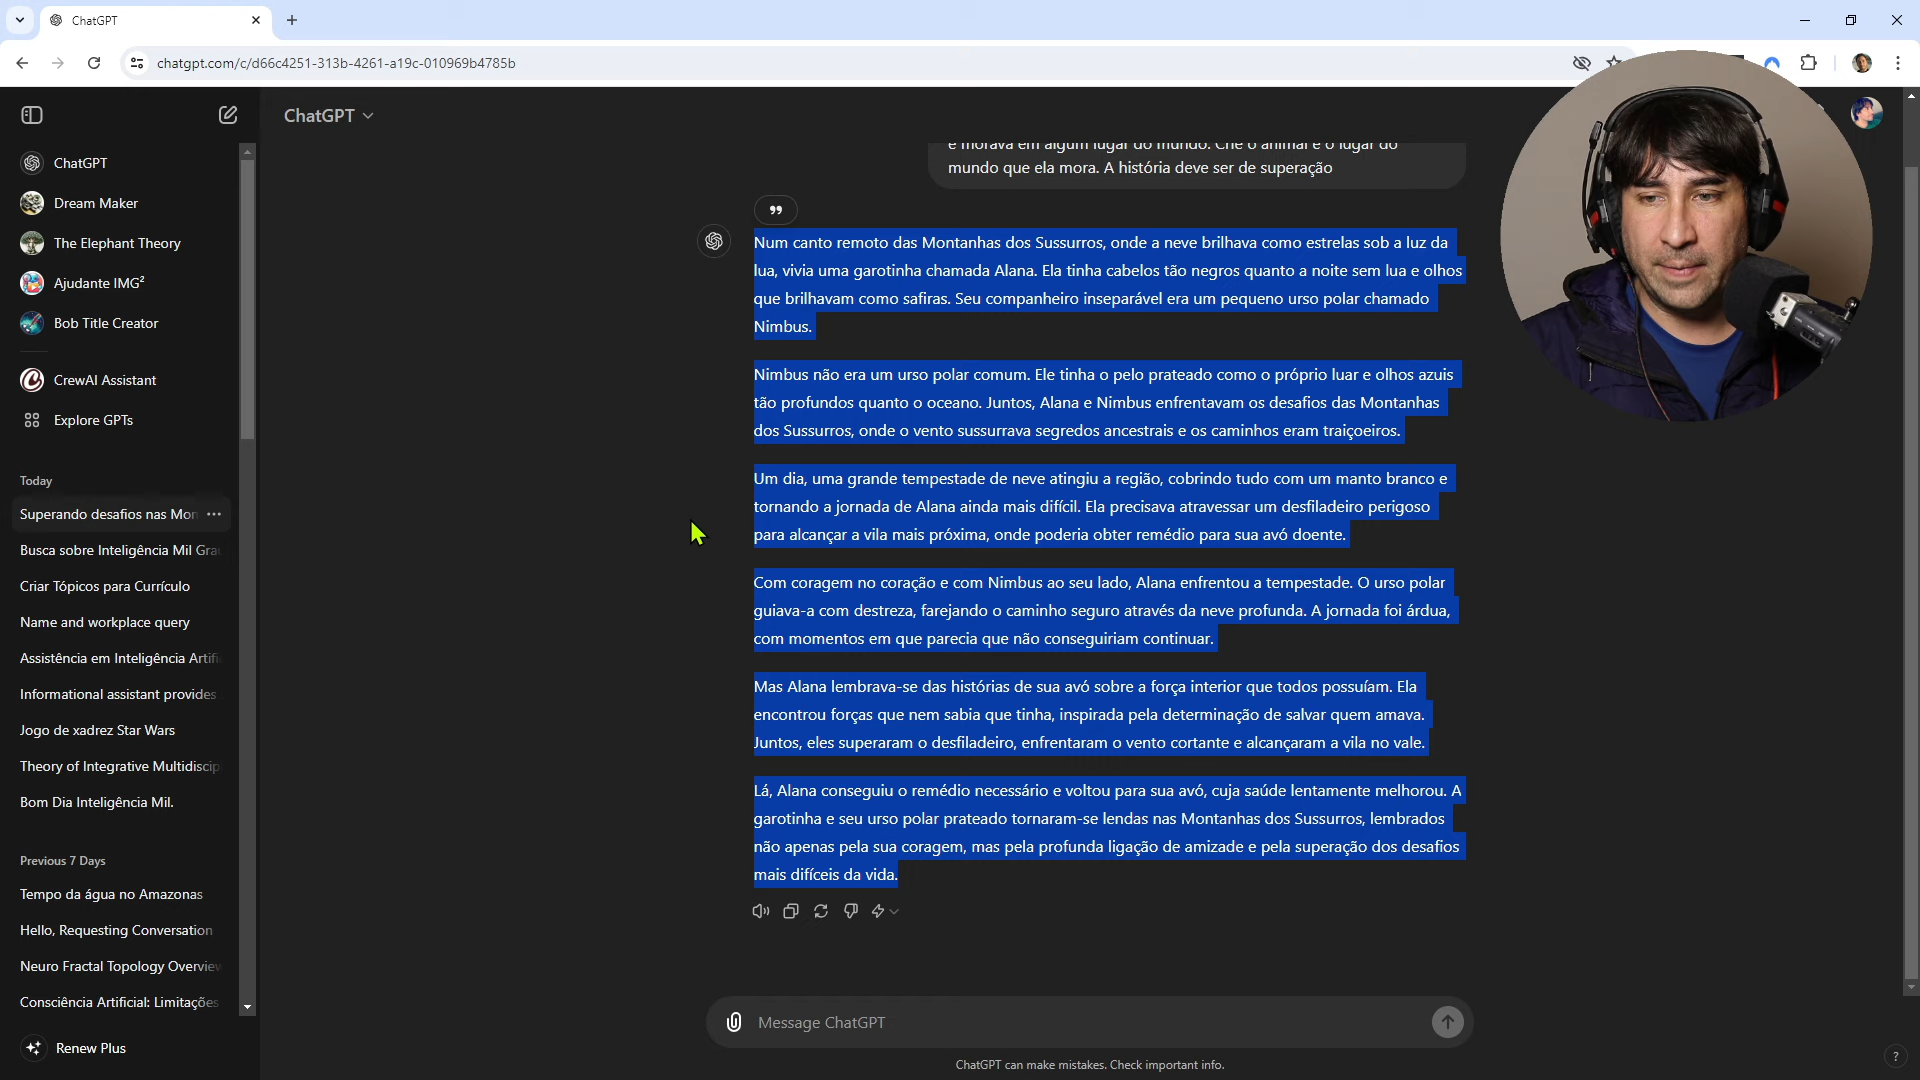 ChatGPT
chatgpt.com/c/d66c4251-313b-4261-a19c-010969b4785b
ChatGPT
ChatGPT
Dream Maker
The Elephant Theory
Ajudante IMG²
Bob Title Creator
CrewAI Assistant
Explore GPTs
Today
Superando desafios nas Mon
Busca sobre Inteligência Mil Grau
Criar Tópicos para Currículo
Name and workplace query
Assistência em Inteligência Artifi
Informational assistant provides
Jogo de xadrez Star Wars
Theory of Integrative Multidiscip
Bom Dia Inteligência Mil.
Previous 7 Days
Tempo da água no Amazonas
Hello, Requesting Conversation
Neuro Fractal Topology Overview
Consciência Artificial: Limitações
Renew Plus
e morava em algum lugar do mundo. Crie o animal e o lugar do
mundo que ela mora. A história deve ser de superação
Num canto remoto das Montanhas dos Sussurros, onde a neve brilhava como estrelas sob a luz da
lua, vivia uma garotinha chamada Alana. Ela tinha cabelos tão negros quanto a noite sem lua e olhos
que brilhavam como safiras. Seu companheiro inseparável era um pequeno urso polar chamado
Nimbus.
Nimbus não era um urso polar comum. Ele tinha o pelo prateado como o próprio luar e olhos azuis
tão profundos quanto o oceano. Juntos, Alana e Nimbus enfrentavam os desafios das Montanhas
dos Sussurros, onde o vento sussurrava segredos ancestrais e os caminhos eram traiçoeiros.
Um dia, uma grande tempestade de neve atingiu a região, cobrindo tudo com um manto branco e
tornando a jornada de Alana ainda mais difícil. Ela precisava atravessar um desfiladeiro perigoso
para alcançar a vila mais próxima, onde poderia obter remédio para sua avó doente.
Com coragem no coração e com Nimbus ao seu lado, Alana enfrentou a tempestade. O urso polar
guiava-a com destreza, farejando o caminho seguro através da neve profunda. A jornada foi árdua,
com momentos em que parecia que não conseguiriam continuar.
Mas Alana lembrava-se das histórias de sua avó sobre a força interior que todos possuíam. Ela
encontrou forças que nem sabia que tinha, inspirada pela determinação de salvar quem amava.
Juntos, eles superaram o desfiladeiro, enfrentaram o vento cortante e alcançaram a vila no vale.
Lá, Alana conseguiu o remédio necessário e voltou para sua avó, cuja saúde lentamente melhorou. A
garotinha e seu urso polar prateado tornaram-se lendas nas Montanhas dos Sussurros, lembrados
não apenas pela sua coragem, mas pela profunda ligação de amizade e pela superação dos desafios
mais difíceis da vida.
Message ChatGPT
ChatGPT can make mistakes. Check important info.
?